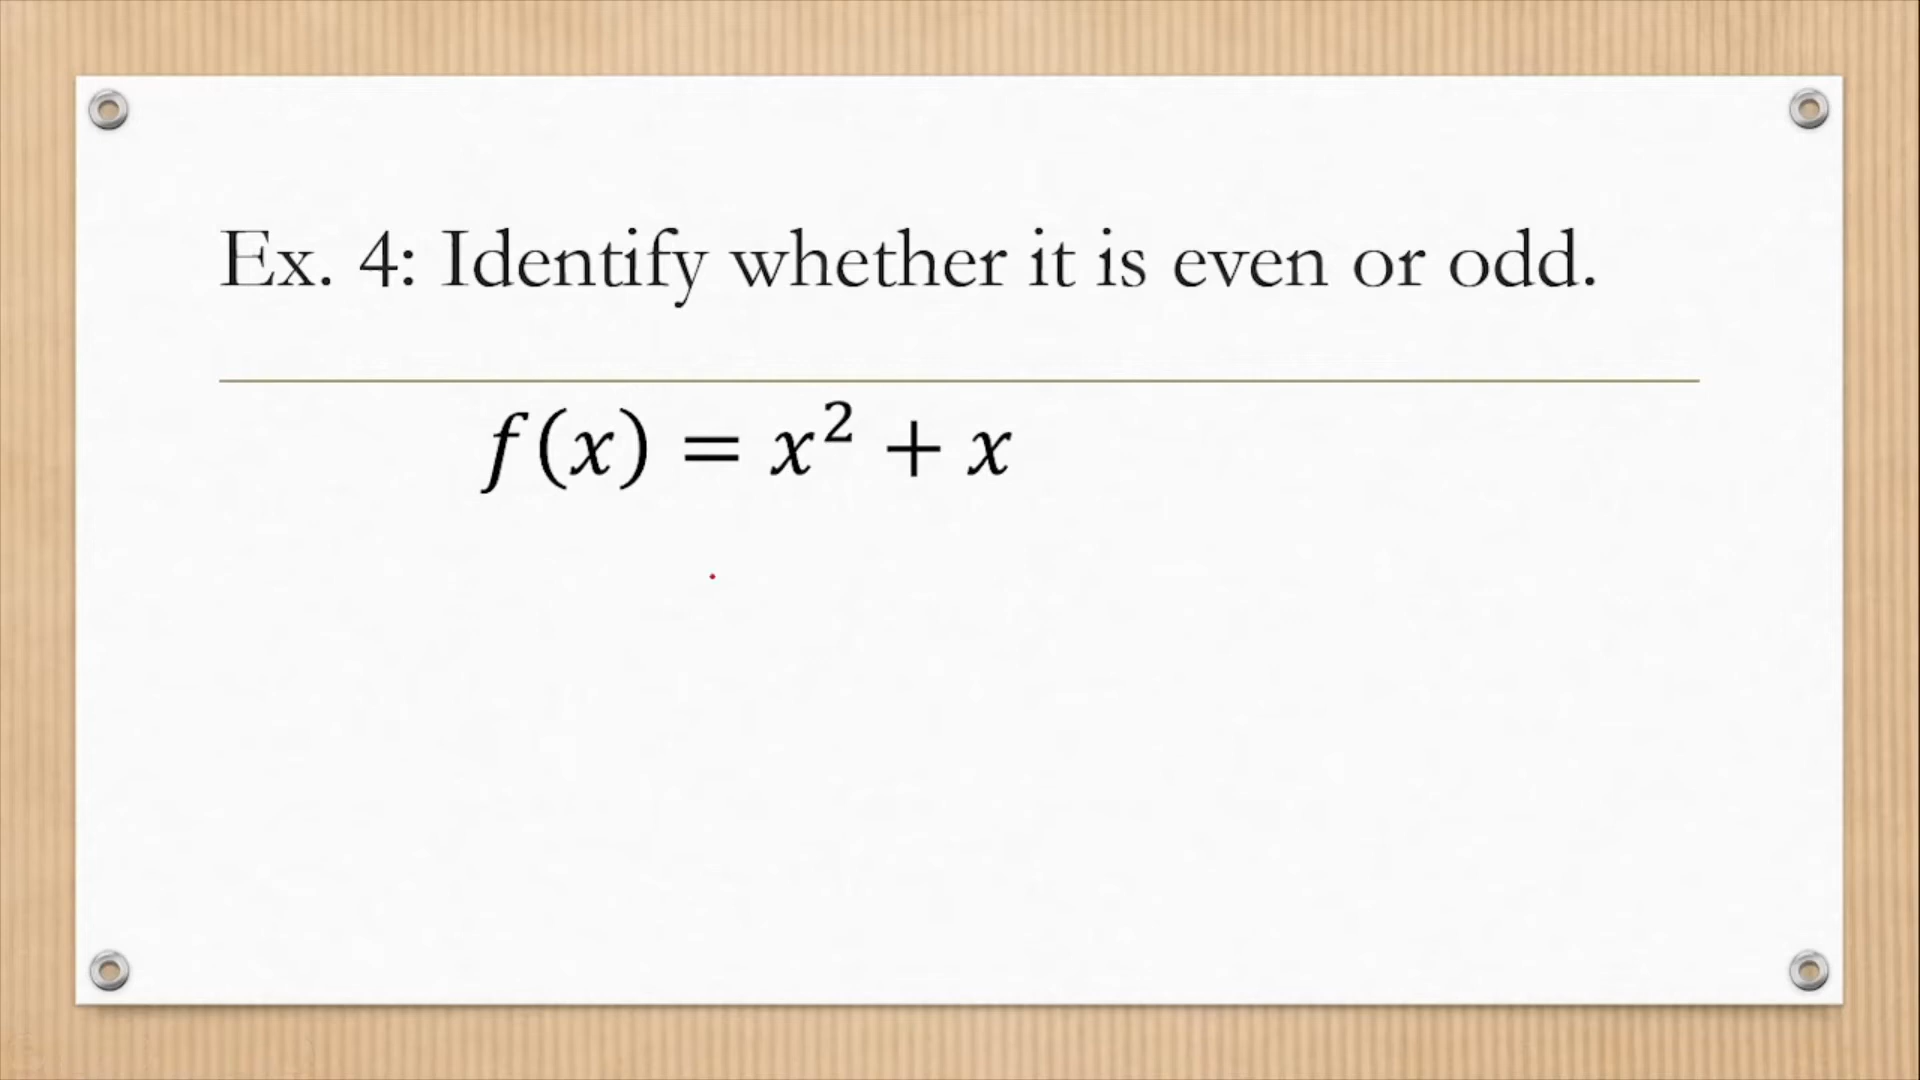 Ex. 4: Identify whether it is even or odd.
f(x) = x² + x